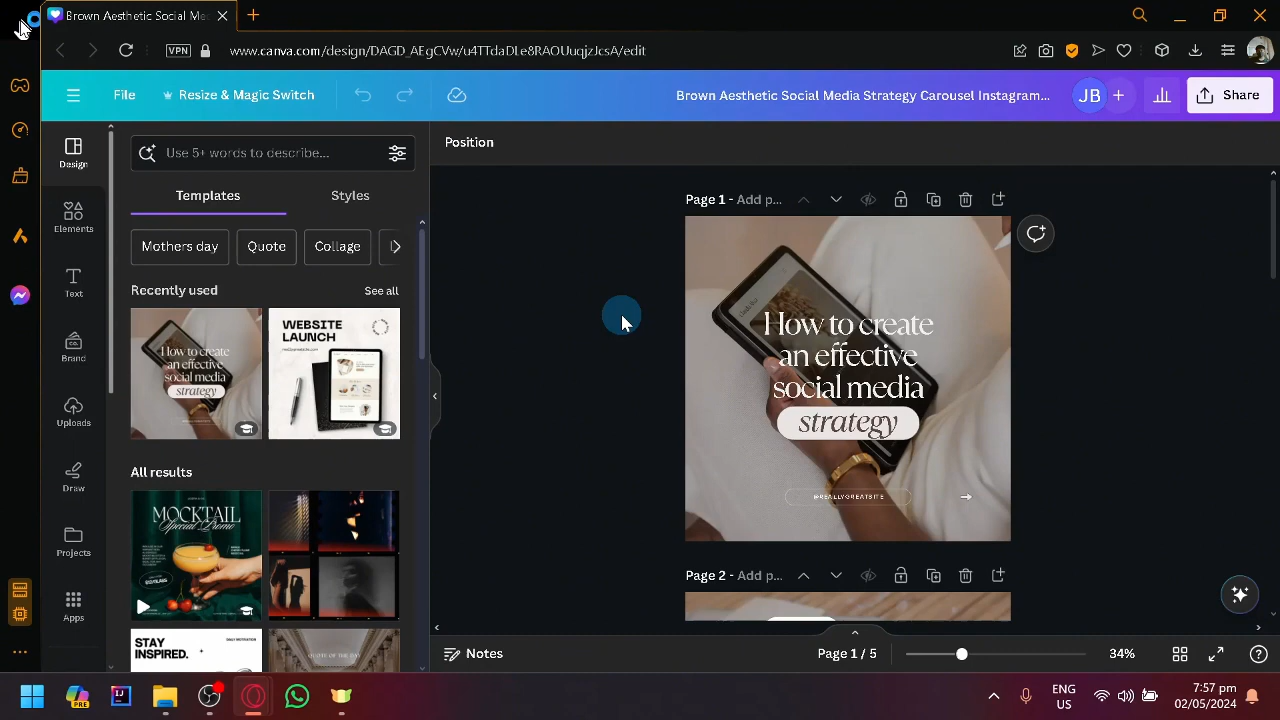 Brown Aesthetic Social Me
www.canva.com/design/DAGD_AEgCVw/u4TTdaDLe8RAOUuqjzJcsA/edit
VPN
File
Resize & Magic Switch
Brown Aesthetic Social Media Strategy Carousel Instagram...
JB
Share
Design
Elements
Text
Brand
Uploads
Draw
Projects
Apps
Use 5+ words to describe...
Templates
Styles
Mothers day
Quote
Collage
Recently used
See all
How to create
an effective
social media
strategy
WEBSITE
LAUNCH
All results
MOCKTAIL
Special Promo
STAY
INSPIRED.
Position
Page 1 - Add p...
How to create
an effective
social media
strategy
@REALLYGREATSITE
Page 2 - Add p...
Notes
Page 1 / 5
34%
PRE
ENG
US
7:57 pm
02/05/2024